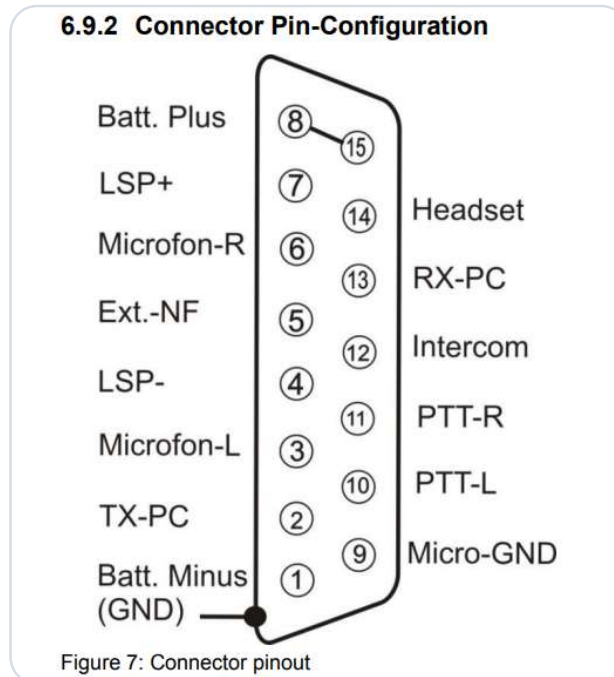 6.9.2 Connector Pin-Configuration
Batt. Plus
8
15
LSP+
7
14
Headset
Microfon-R
6
13
RX-PC
Ext.-NF
5
12
Intercom
LSP-
4
11
PTT-R
Microfon-L
3
10
PTT-L
TX-PC
2
9
Micro-GND
Batt. Minus
(GND)
1
Figure 7: Connector pinout